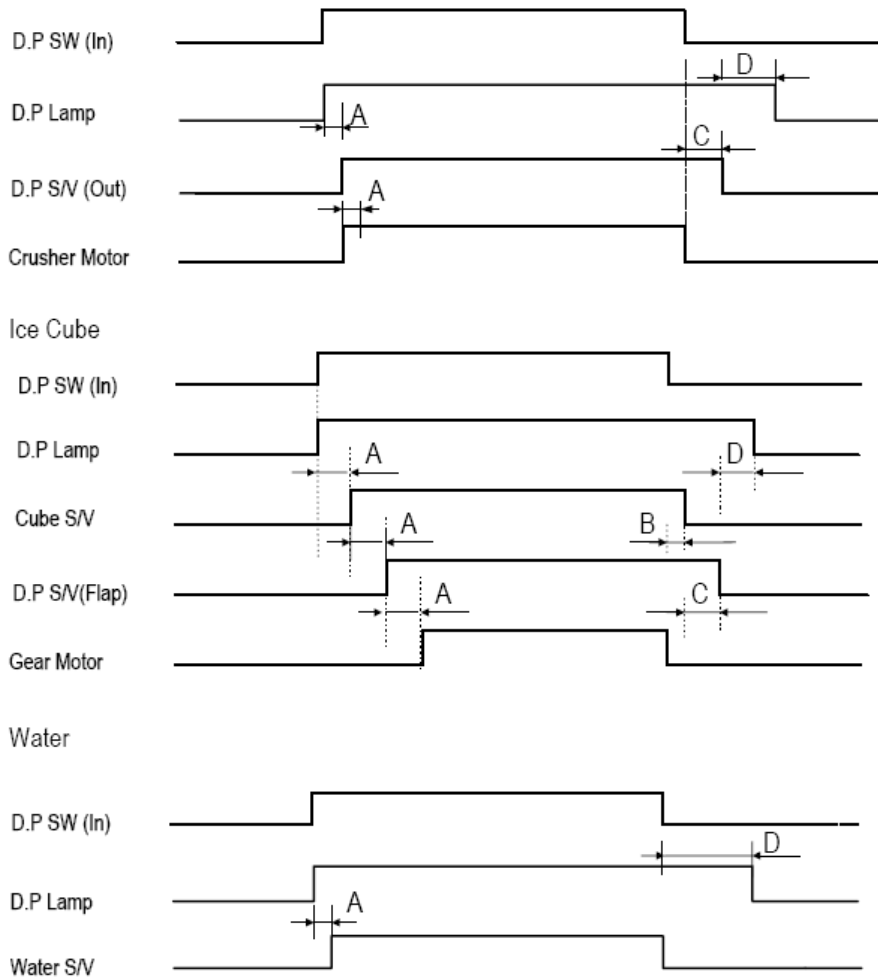 D.P SW (In)
D
D.P Lamp
A
C
D.P S/V (Out)
A
Crusher Motor
Ice Cube
D.P SW (In)
D.P Lamp
A
D
Cube S/V
A
B
D.P S/V(Flap)
A
C
Gear Motor
Water
D.P SW (In)
D
D.P Lamp
A
Water S/V